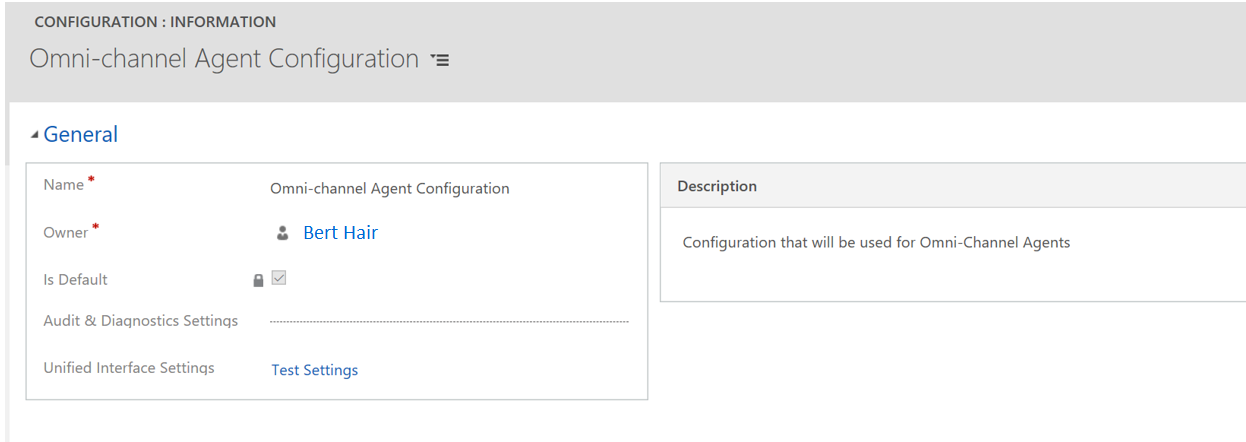 CONFIGURATION : INFORMATION
Omni-channel Agent Configuration
General
Name *
Omni-channel Agent Configuration
Owner *
Bert Hair
Is Default
Audit & Diagnostics Settings
Unified Interface Settings
Test Settings
Description
Configuration that will be used for Omni-Channel Agents